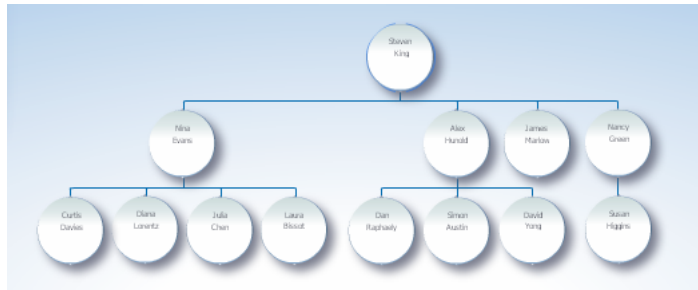 Steven
King
Nina
Evans
Alex
Hunold
James
Marlow
Nancy
Green
Curtis
Davies
Diana
Lorentz
Julia
Chen
Laura
Bissot
Dan
Raphaely
Simon
Austin
David
Yong
Susan
Higgins